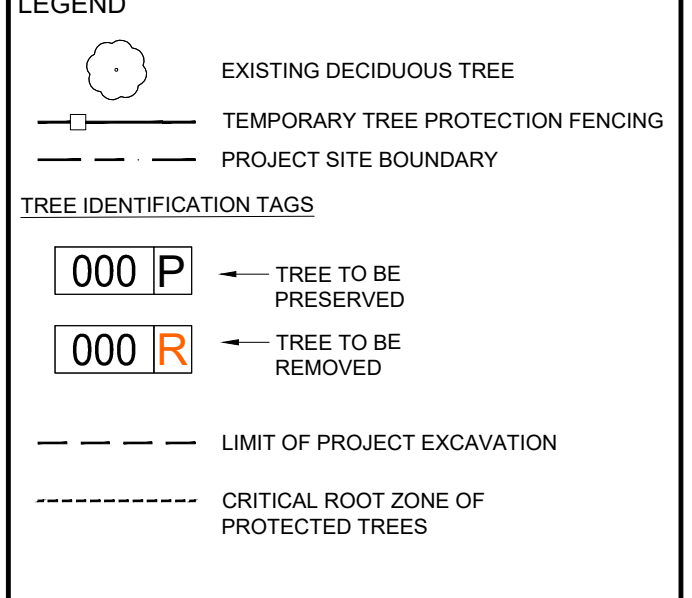 LEGEND
EXISTING DECIDUOUS TREE
TEMPORARY TREE PROTECTION FENCING
PROJECT SITE BOUNDARY
TREE IDENTIFICATION TAGS
000 P
TREE TO BE
PRESERVED
000 R
TREE TO BE
REMOVED
LIMIT OF PROJECT EXCAVATION
CRITICAL ROOT ZONE OF
PROTECTED TREES